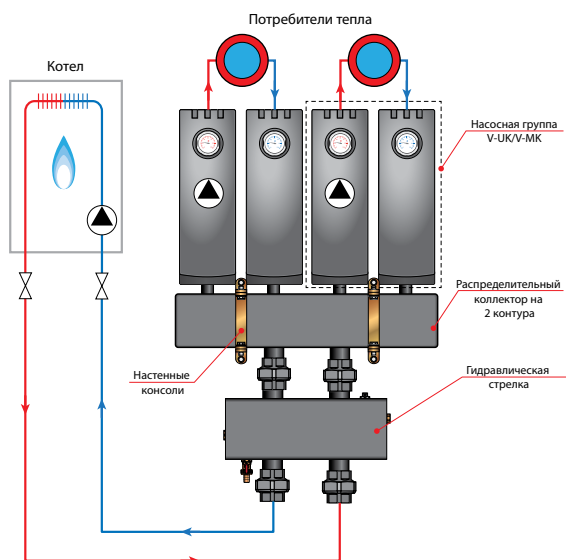 Потребители тепла
Котел
Насосная группа
V-UK/V-MK
Распределительный
коллектор на
2 контура
Настенные
консоли
Гидравлическая
стрелка